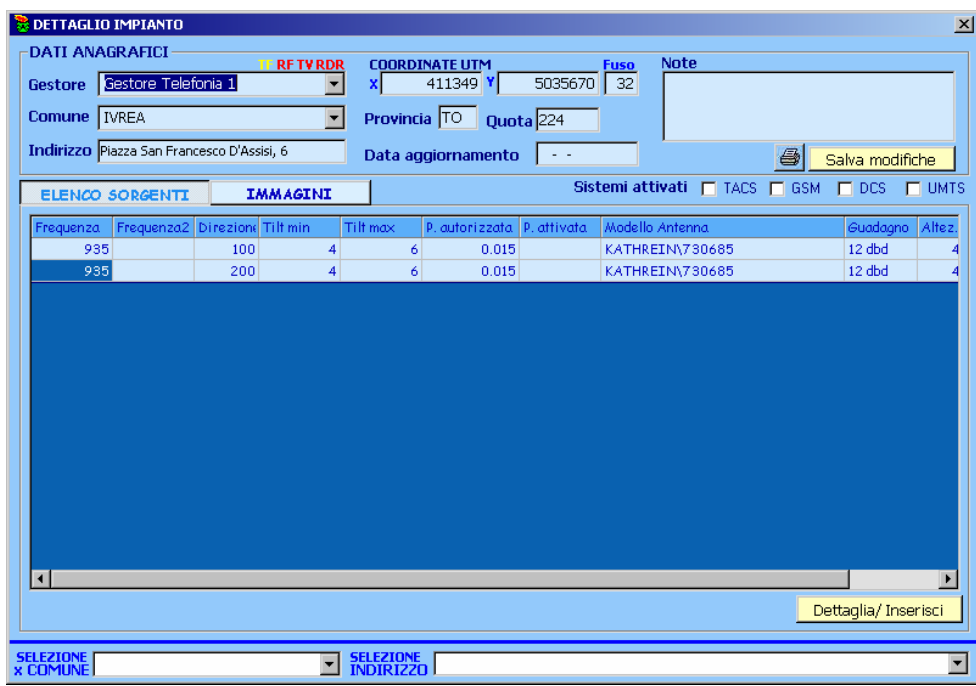 DETTAGLIO IMPIANTO
DATI ANAGRAFICI
TF RF TV RDR
COORDINATE UTM
Fuso
Note
Gestore Gestore Telefonia 1
X 411349 Y 5035670 32
Comune IVREA
Provincia TO Quota 224
Indirizzo Piazza San Francesco D'Assisi, 6
Data aggiornamento - -
Salva modifiche
ELENCO SORGENTI IMMAGINI
Sistemi attivati TACS GSM DCS UMTS
Frequenza Frequenza2 Direzione Tilt min Tilt max P. autorizzata P. attivata Modello Antenna Guadagno Altez.
935 100 4 6 0.015 KATHREIN\730685 12 dbd 4
935 200 4 6 0.015 KATHREIN\730685 12 dbd 4
Dettaglia/ Inserisci
SELEZIONE x COMUNE
SELEZIONE INDIRIZZO